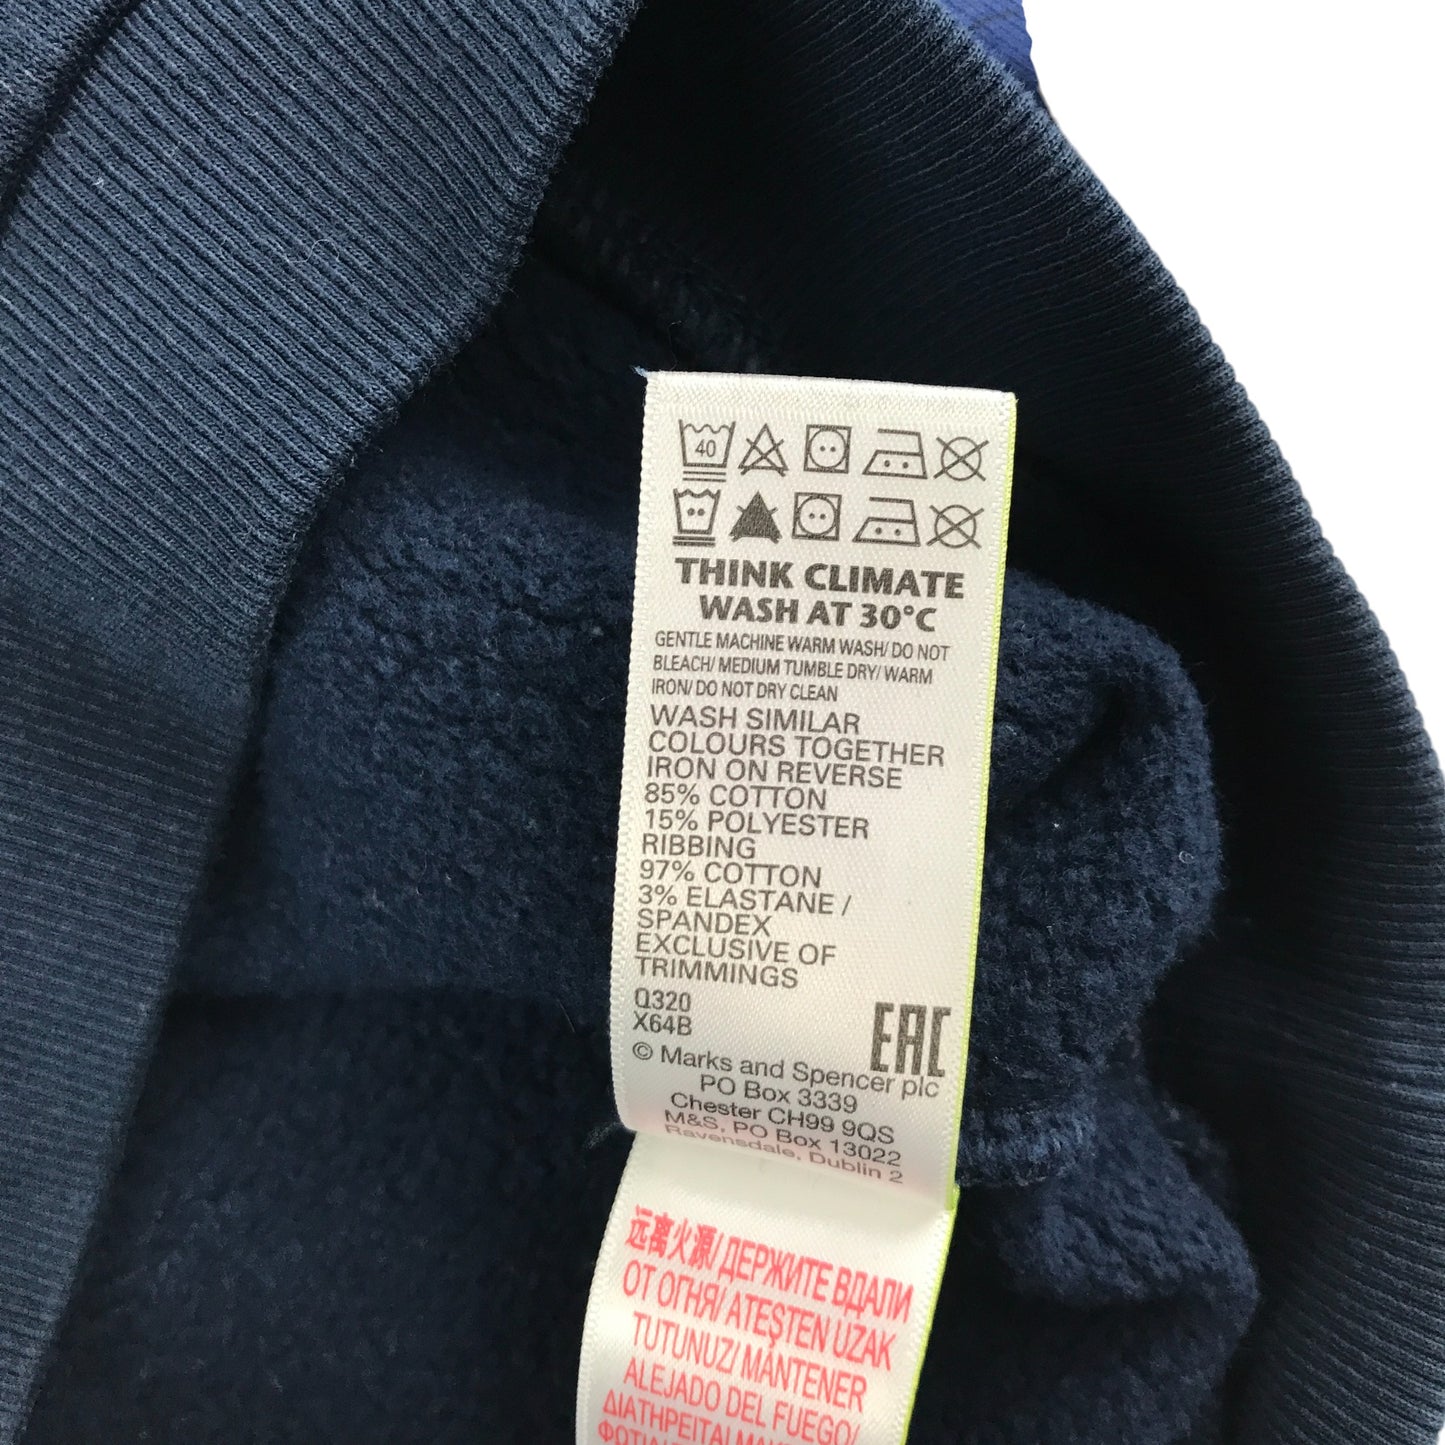 40
THINK CLIMATE
WASH AT 30°C
GENTLE MACHINE WARM WASH/ DO NOT
BLEACH/ MEDIUM TUMBLE DRY/ WARM
IRON/ DO NOT DRY CLEAN
WASH SIMILAR
COLOURS TOGETHER
IRON ON REVERSE
85% COTTON
15% POLYESTER
RIBBING
97% COTTON
3% ELASTANE /
SPANDEX
EXCLUSIVE OF
TRIMMINGS
Q320
X64B
EAC
© Marks and Spencer plc
PO Box 3339
Chester CH99 9QS
M&S, PO Box 13022
Ravensdale, Dublin 2
远离火源/ ДЕРЖИТЕ ВДАЛИ
ОТ ОГНЯ/ ATEŞTEN UZAK
TUTUNUZ/ MANTENER
ALEJADO DEL FUEGO/
ΔΙΑΤΗΡΕΙΤΑΙ